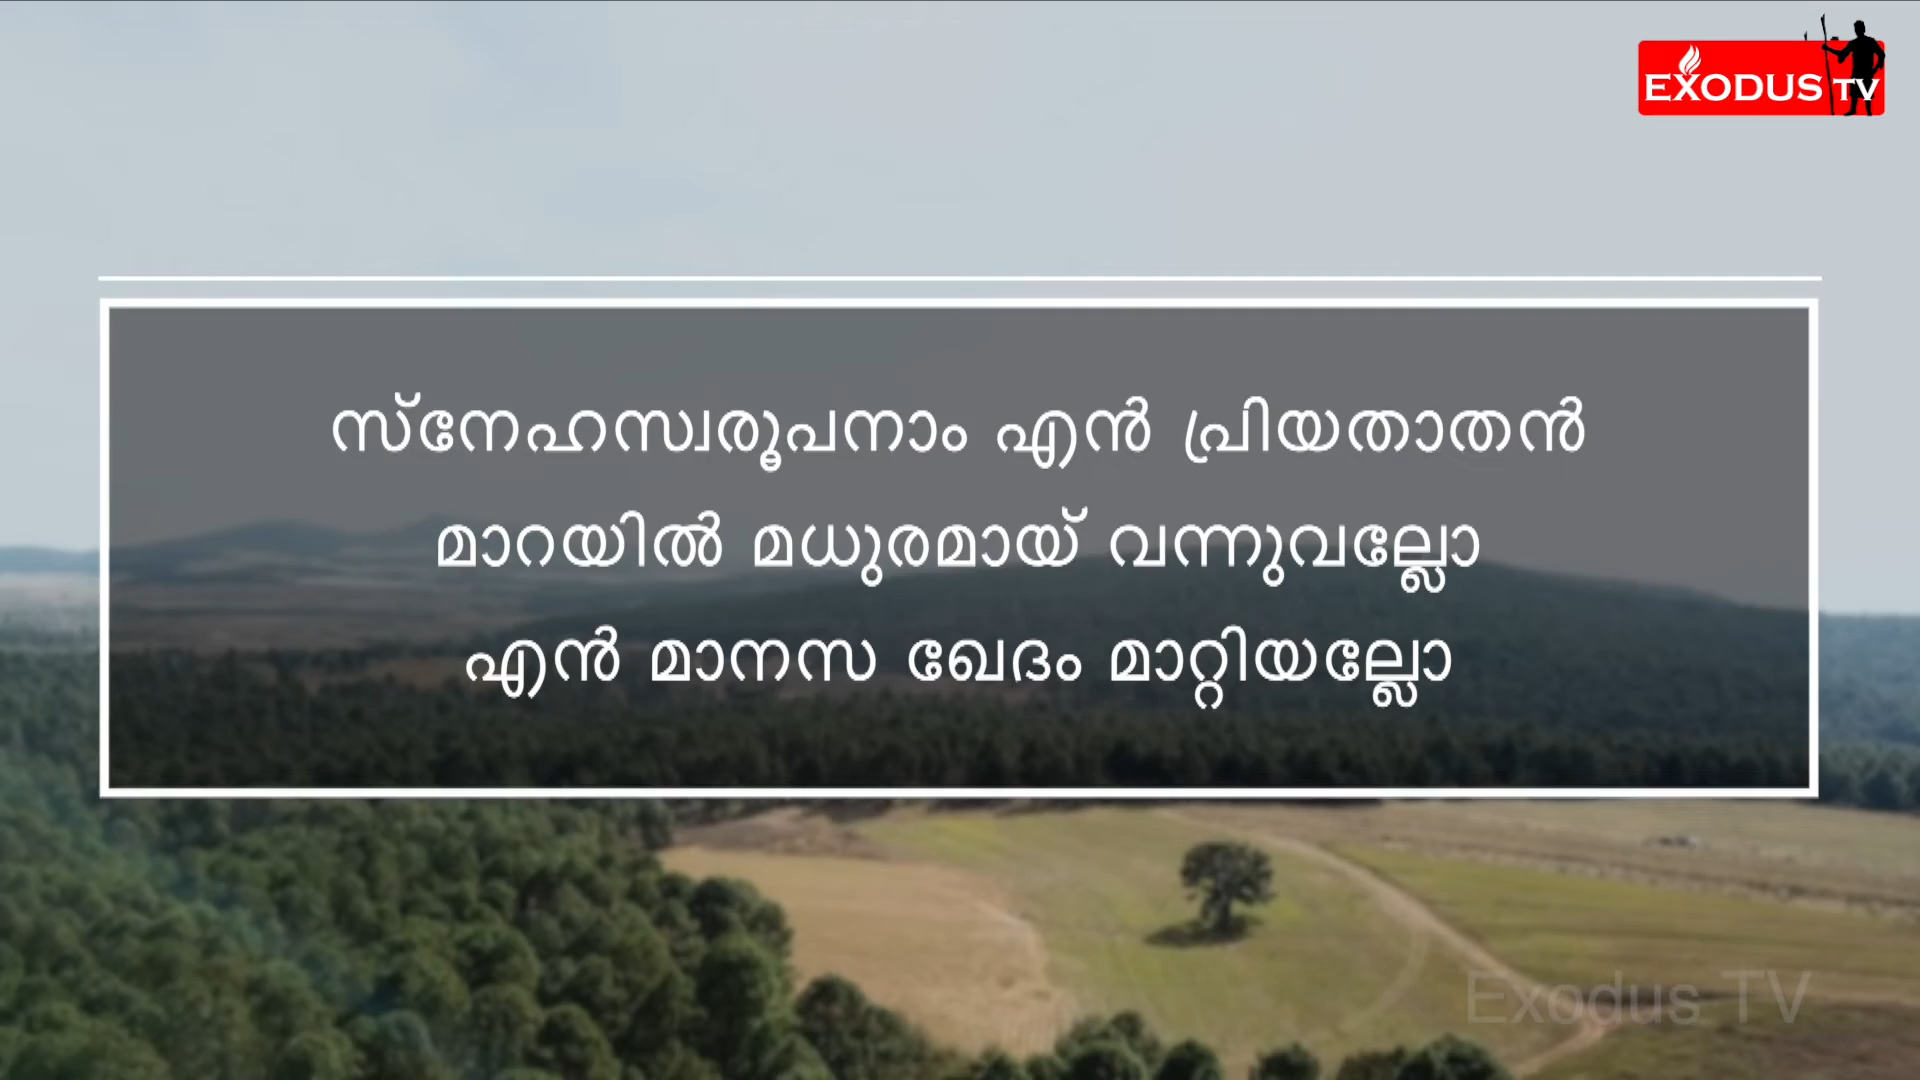 EXODUS TV
സ്നേഹസ്വരൂപനാം എൻ പ്രിയതാതൻ
മാറയിൽ മധുരമായ് വന്നുവല്ലോ
എൻ മാനസ ഖേദം മാറ്റിയല്ലോ
Exodus TV